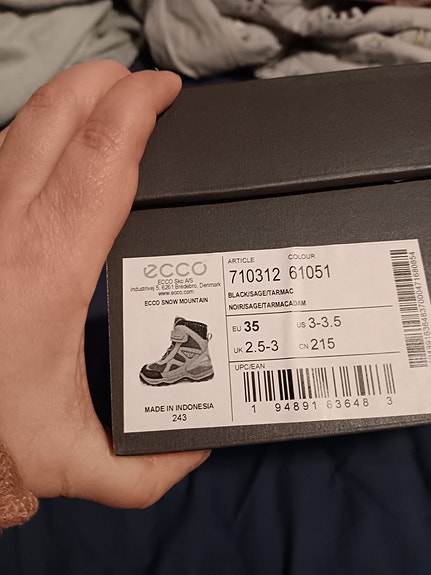 ecco
ECCO Sko A/S
Industrivej 5, 6261 Bredebro, Denmark
www.ecco.com
ECCO SNOW MOUNTAIN
MADE IN INDONESIA
243
ARTICLE COLOUR
710312 61051
BLACK/SAGE/TARMAC
NOIR/SAGE/TARMACADAM
EU 35 US 3-3.5
UK 2.5-3 CN 215
UPC/EAN
1 94891 63648 3